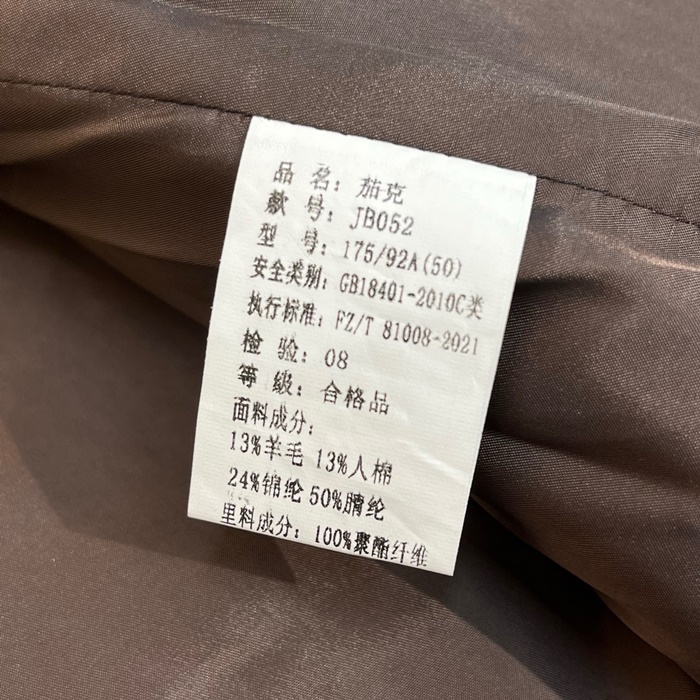 品 名：茄克
款 号：JB052
型 号：175/92A(50)
安全类别：GB18401-2010C类
执行标准：FZ/T 81008-2021
检 验：08
等 级：合格品
面料成分：
13%羊毛 13%人棉
24%锦纶 50%腈纶
里料成分：100%聚酯纤维